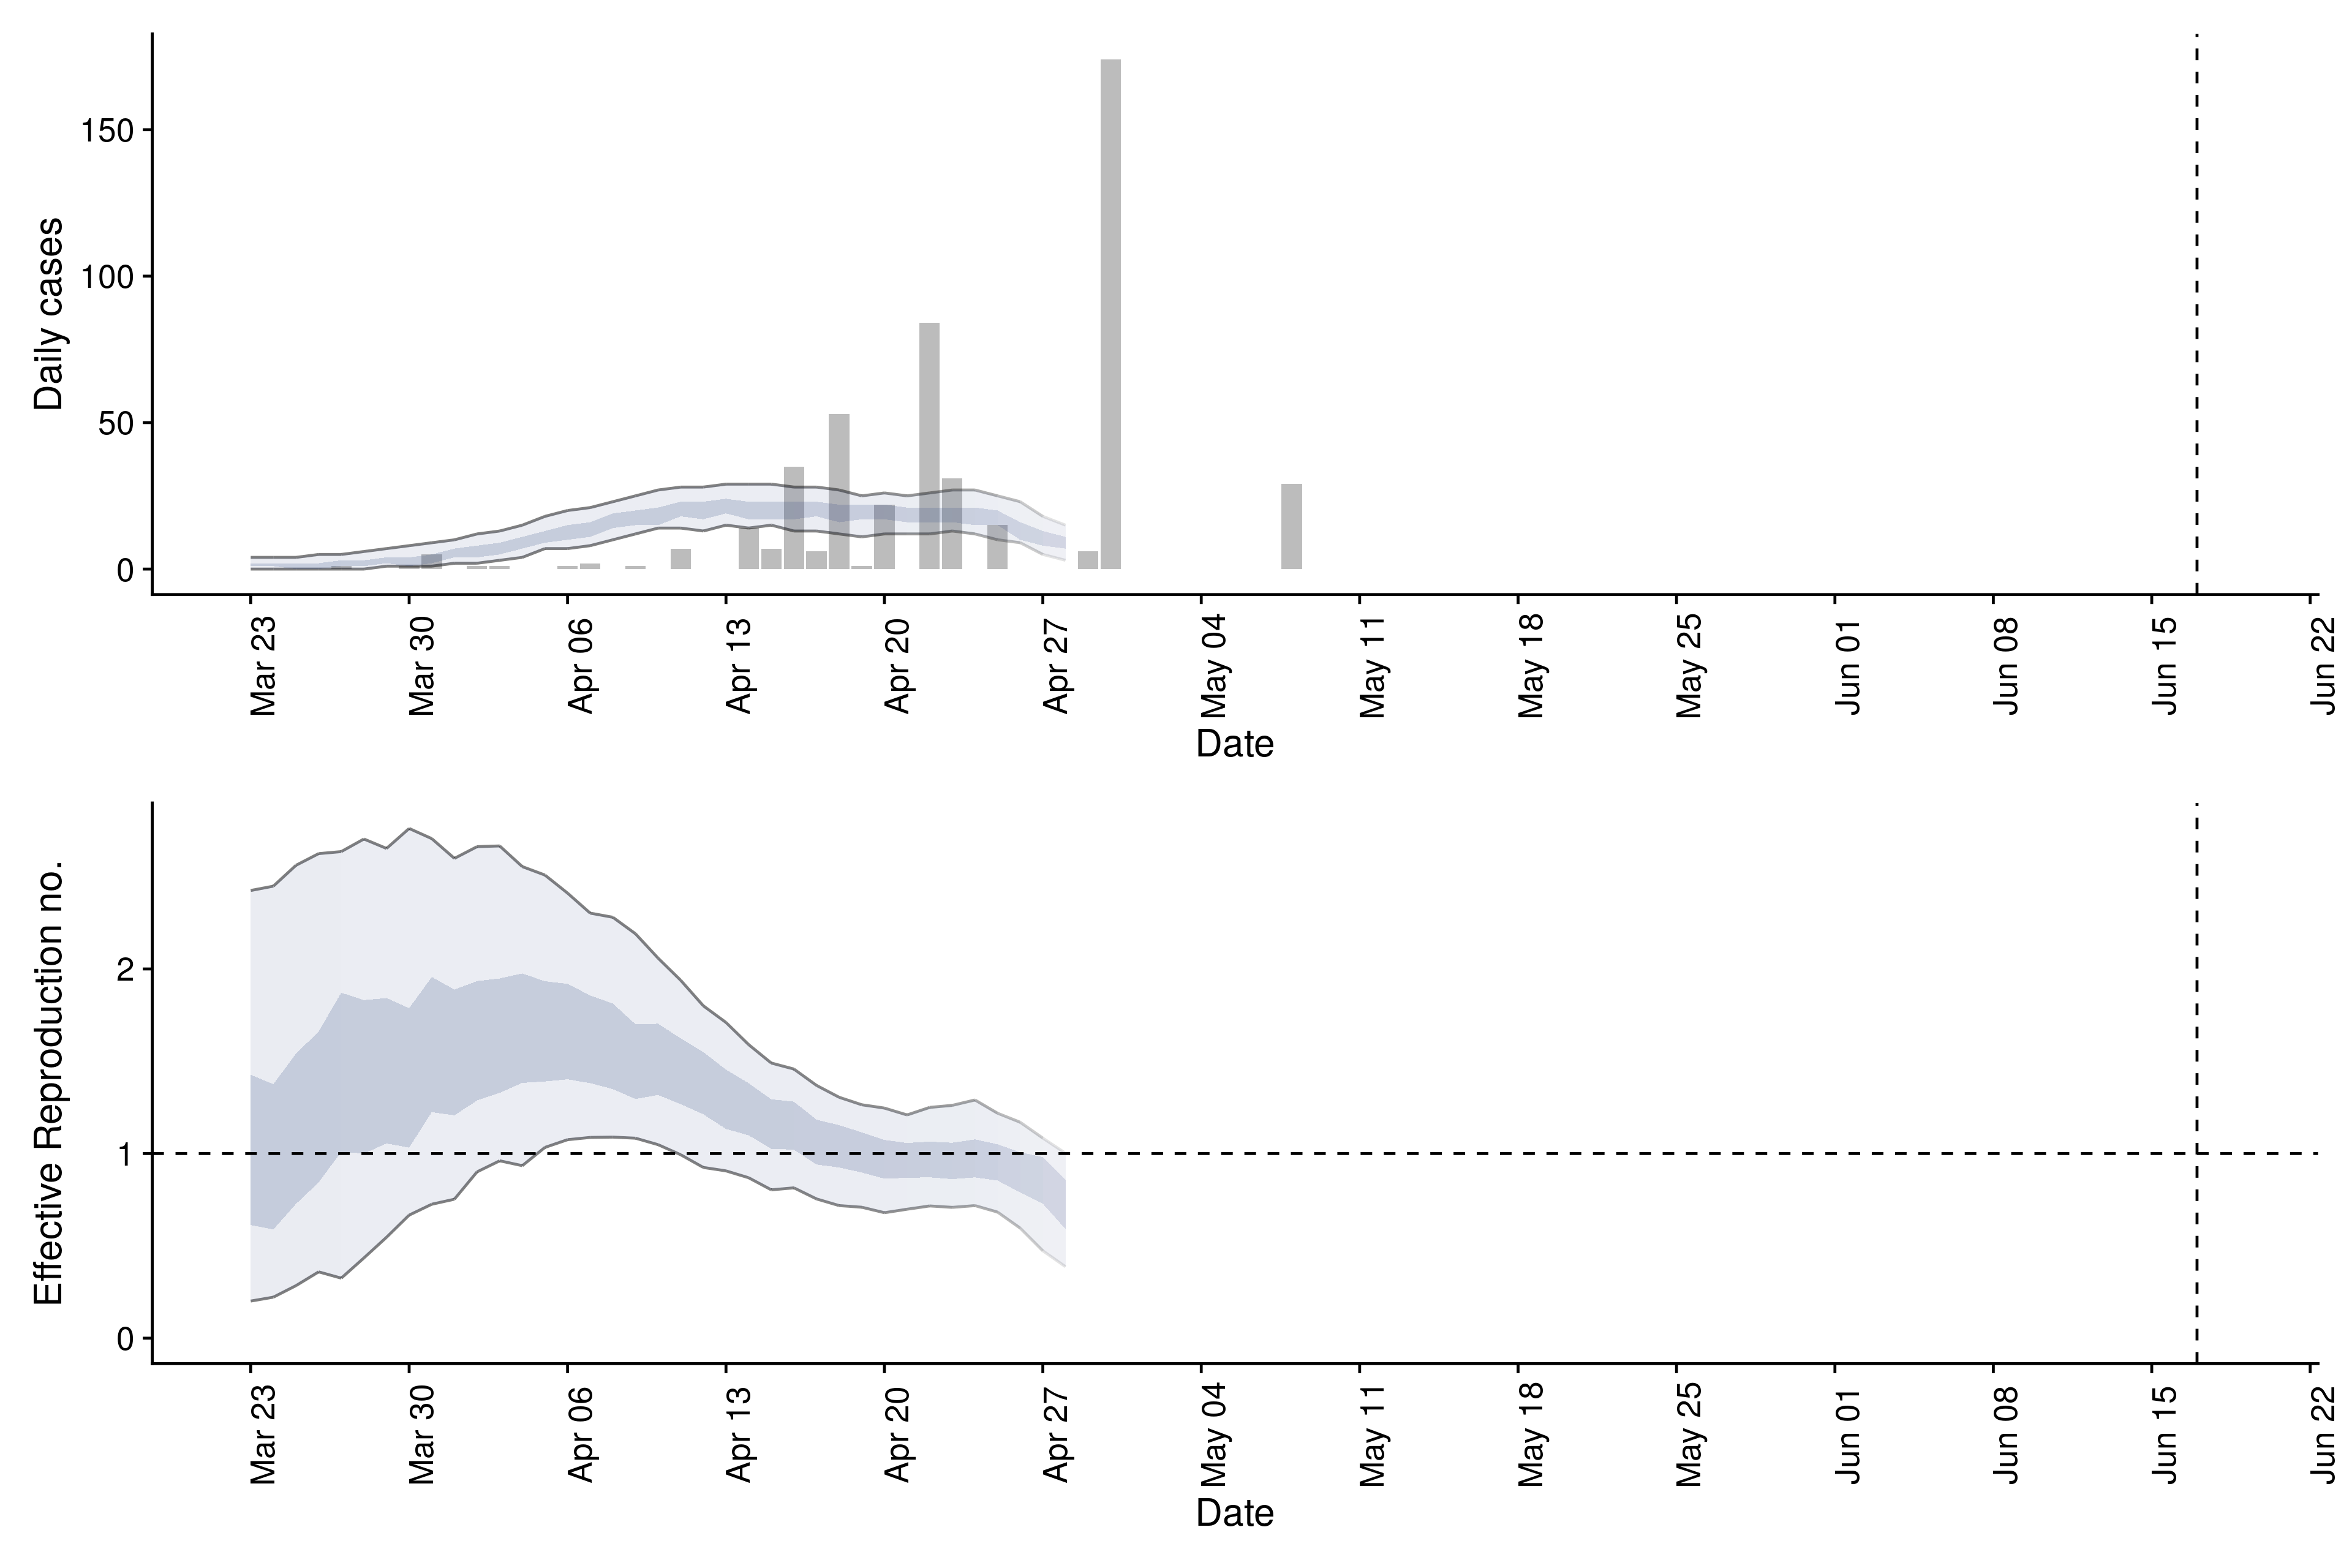 Daily cases
150
100
50
0
Mar 23
Mar 30
Apr 06
Apr 13
Apr 20
Apr 27
May 04
May 11
May 18
May 25
Jun 01
Jun 08
Jun 15
Jun 22
Date
Effective Reproduction no.
2
1
0
Mar 23
Mar 30
Apr 06
Apr 13
Apr 20
Apr 27
May 04
May 11
May 18
May 25
Jun 01
Jun 08
Jun 15
Jun 22
Date